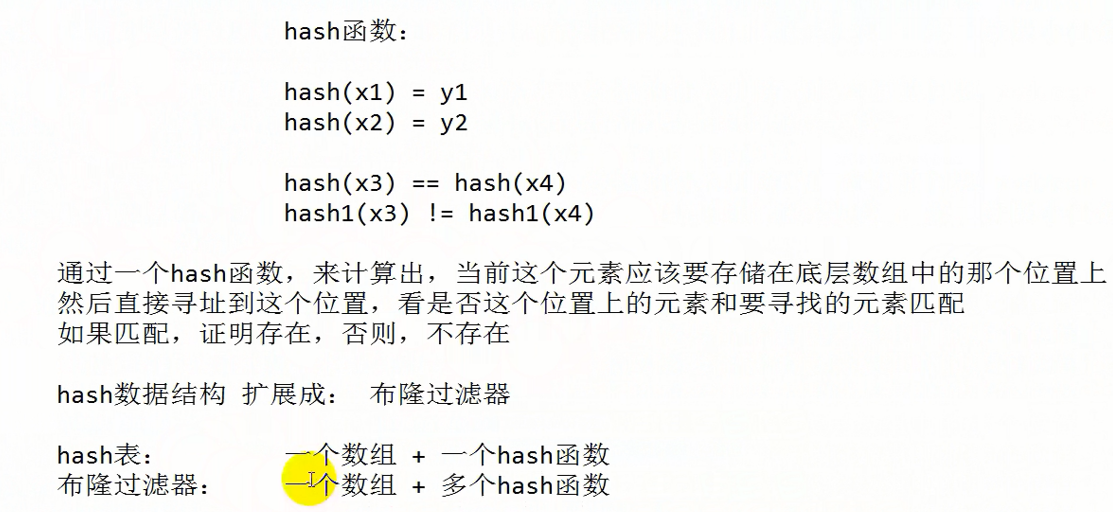 hash函数：
hash(x1) = y1
hash(x2) = y2
hash(x3) == hash(x4)
hash1(x3) != hash1(x4)
通过一个hash函数，来计算出，当前这个元素应该要存储在底层数组中的那个位置上
然后直接寻址到这个位置，看是否这个位置上的元素和要寻找的元素匹配
如果匹配，证明存在，否则，不存在
hash数据结构 扩展成： 布隆过滤器
hash表： 一个数组 + 一个hash函数
布隆过滤器： 一个数组 + 多个hash函数